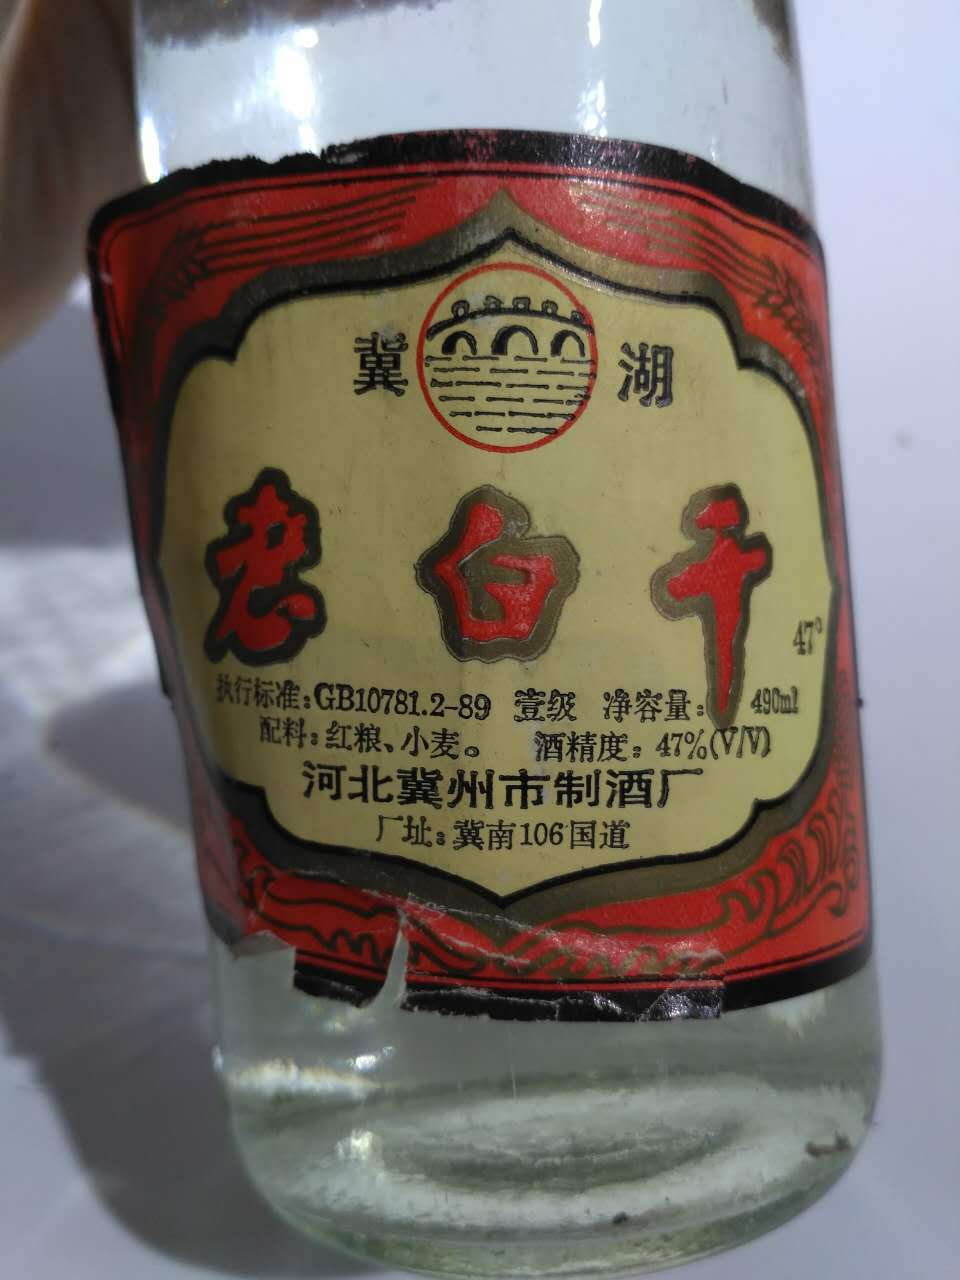 冀 湖
老白干
47°
执行标准:GB10781.2-89 壹级 净容量: 490ml
配料:红粮、小麦。 酒精度: 47%(V/V)
河北冀州市制酒厂
厂址:冀南106国道